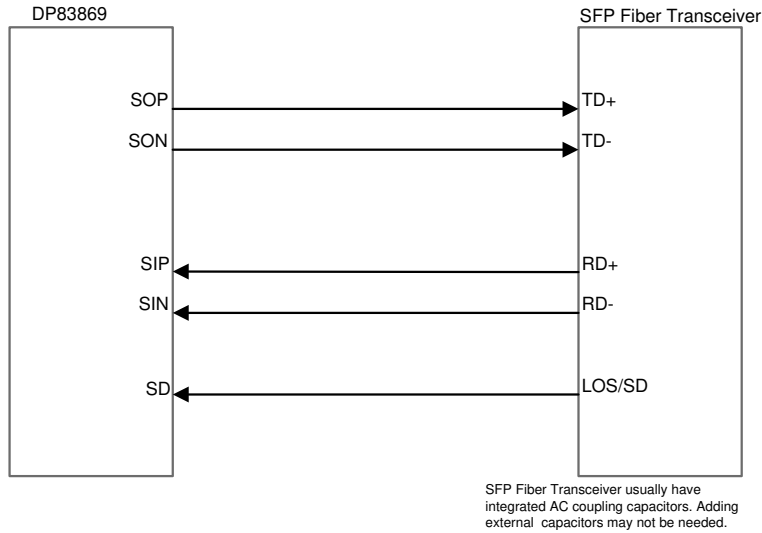 DP83869
SFP Fiber Transceiver
SOP
TD+
SON
TD-
SIP
RD+
SIN
RD-
SD
LOS/SD
SFP Fiber Transceiver usually have
integrated AC coupling capacitors. Adding
external capacitors may not be needed.